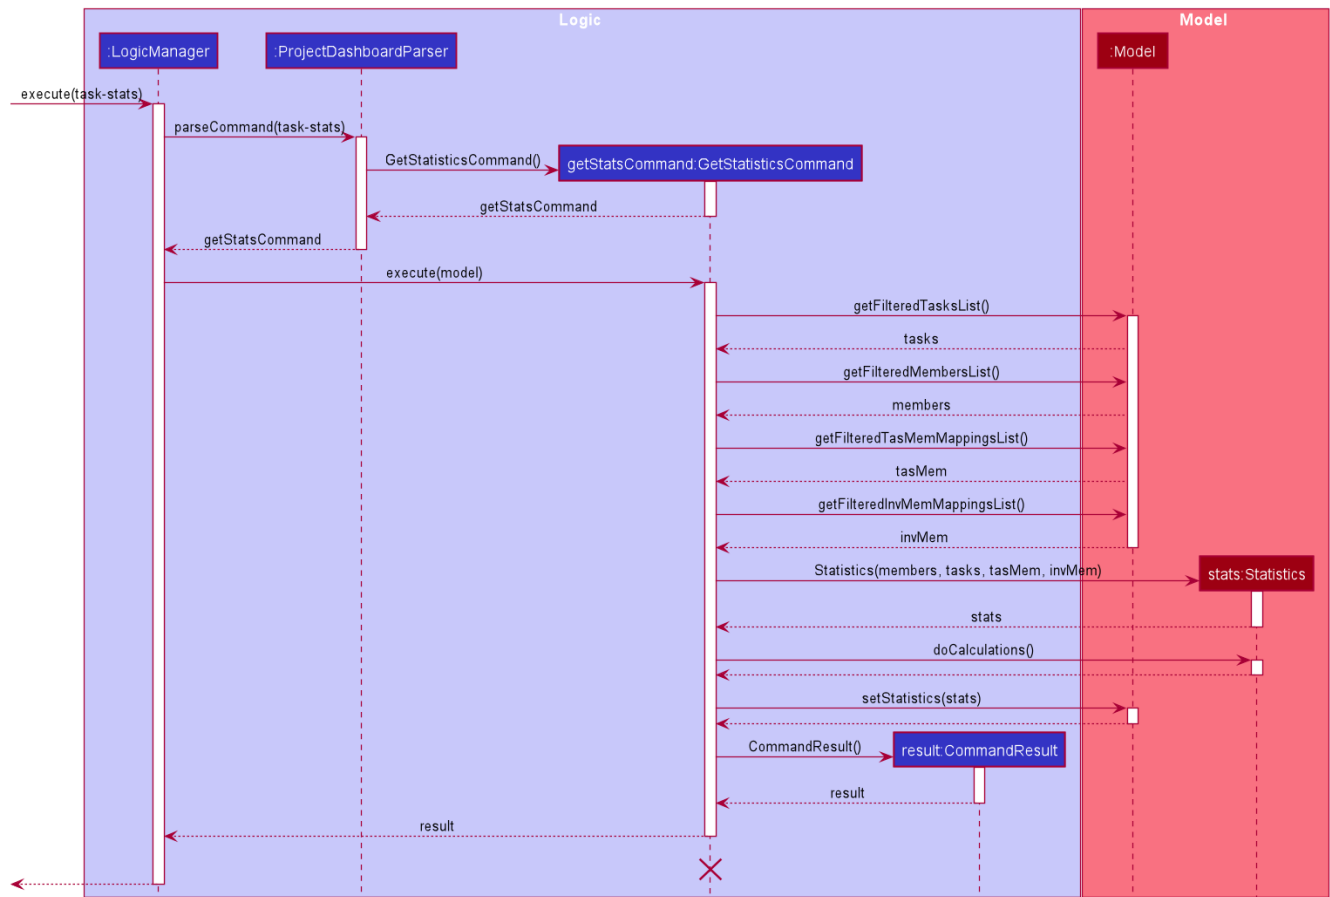 Logic
Model
:LogicManager
:ProjectDashboardParser
:Model
execute(task-stats)
parseCommand(task-stats)
GetStatisticsCommand()
getStatsCommand:GetStatisticsCommand
getStatsCommand
getStatsCommand
execute(model)
getFilteredTasksList()
tasks
getFilteredMembersList()
members
getFilteredTasMemMappingsList()
tasMem
getFilteredInvMemMappingsList()
invMem
Statistics(members, tasks, tasMem, invMem)
stats:Statistics
stats
doCalculations()
setStatistics(stats)
CommandResult()
result:CommandResult
result
result